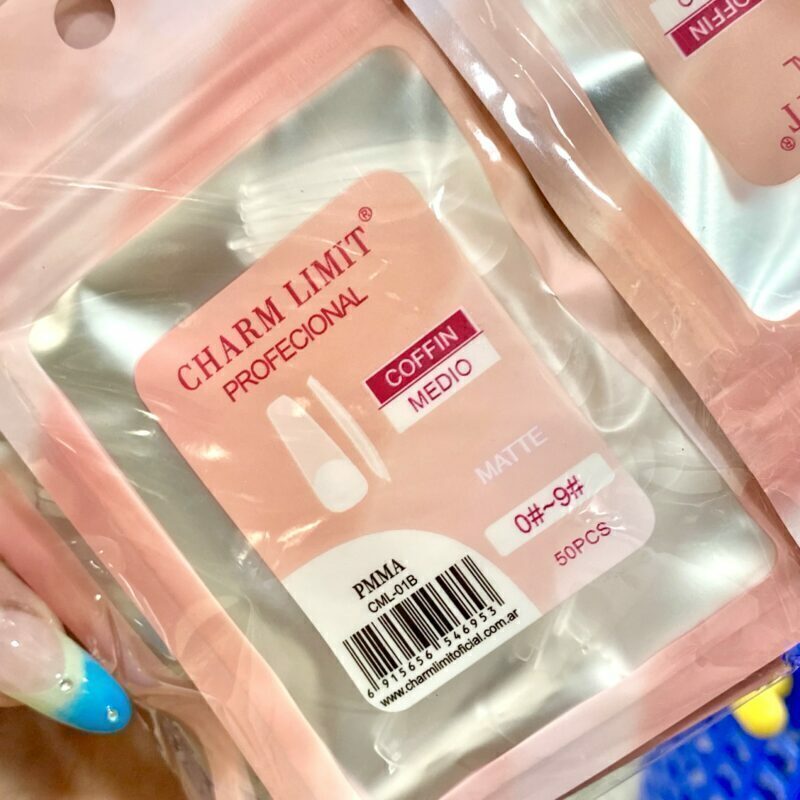 CHARM LIMIT®
PROFECIONAL
COFFIN
MEDIO
MATTE
0#~9#
50PCS
PMMA
CML-01B
6 915656 546953
www.charmlimitoficial.com.ar
COFFIN
®